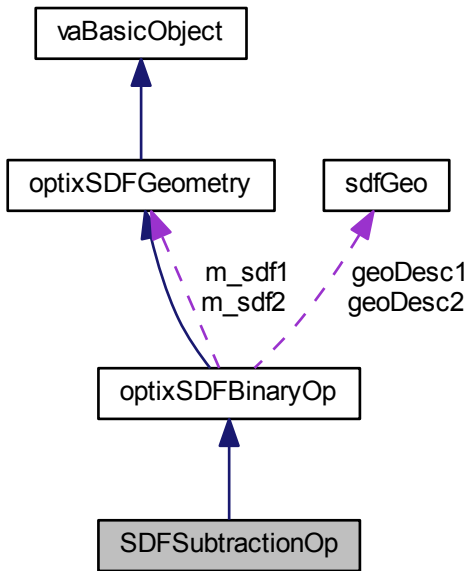 vaBasicObject
optixSDFGeometry
sdfGeo
m_sdf1
m_sdf2
geoDesc1
geoDesc2
optixSDFBinaryOp
SDFSubtractionOp